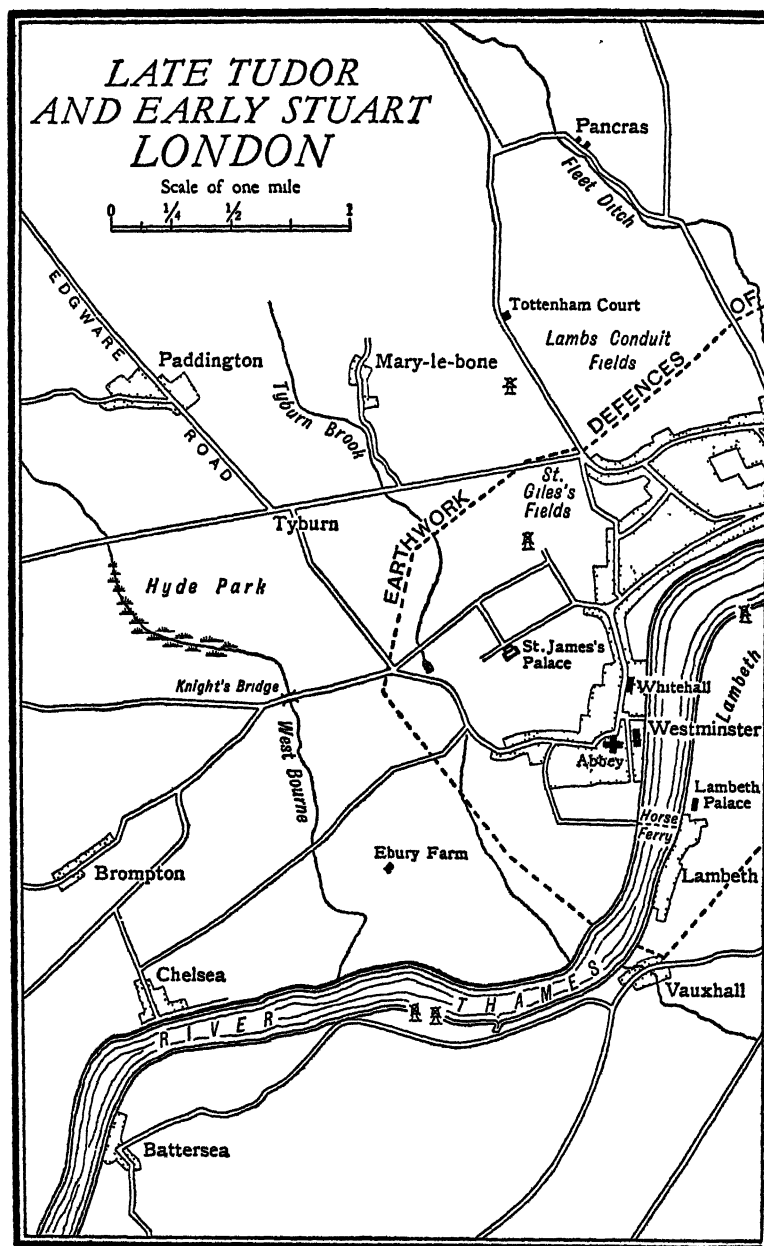 LATE TUDOR
AND EARLY STUART
LONDON
Scale of one mile
0 ¼ ½ 1
Pancras
Fleet Ditch
EDGWARE
ROAD
Tottenham Court
OF
Lambs Conduit
Fields
Paddington
Mary-le-bone
DEFENCES
Tyburn
Brook
St.
Giles's
Fields
Tyburn
EARTHWORK
Hyde Park
St. James's
Palace
Knight's Bridge
Whitehall
Lambeth
West Bourne
Westminster
Abbey
Lambeth
Palace
Horse
Ferry
Ebury Farm
Brompton
Lambeth
Chelsea
RIVER THAMES
Vauxhall
Battersea